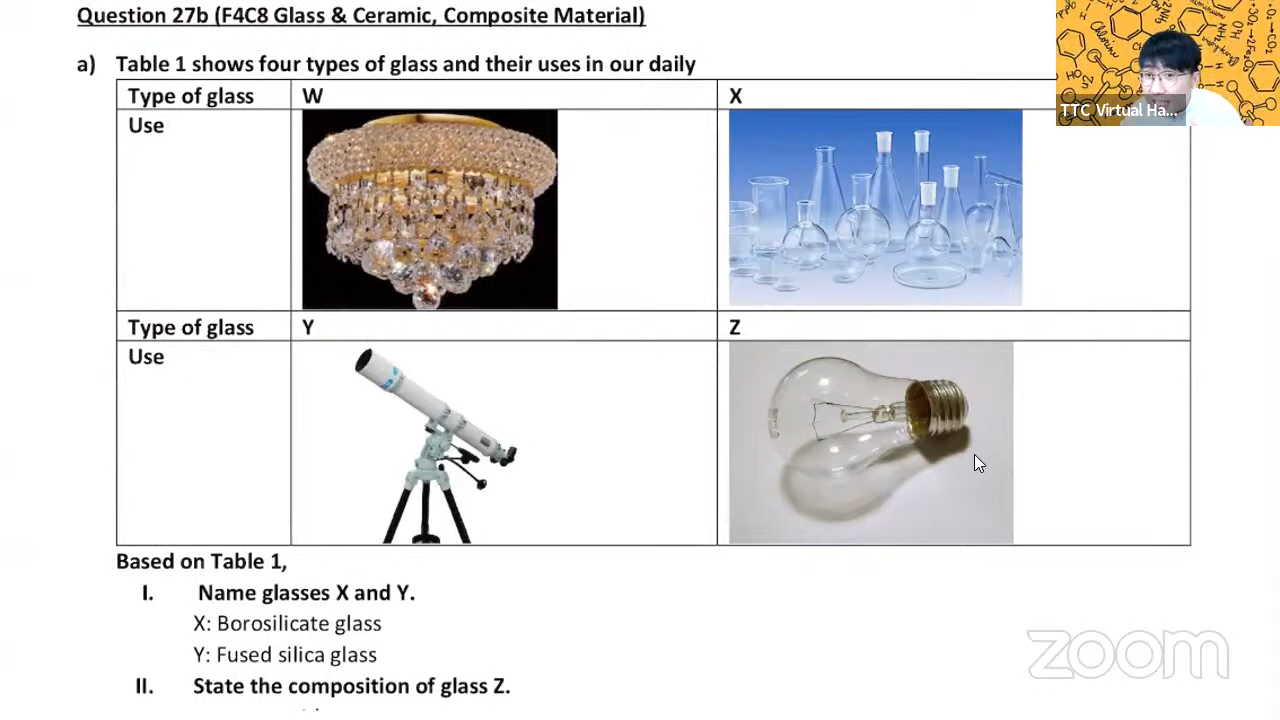 Question 27b (F4C8 Glass & Ceramic, Composite Material)
a) Table 1 shows four types of glass and their uses in our daily
Type of glass W X
Use
Type of glass Y Z
Use
Based on Table 1,
I. Name glasses X and Y.
X: Borosilicate glass
Y: Fused silica glass
II. State the composition of glass Z.
TTC Virtual Ha...
zoom